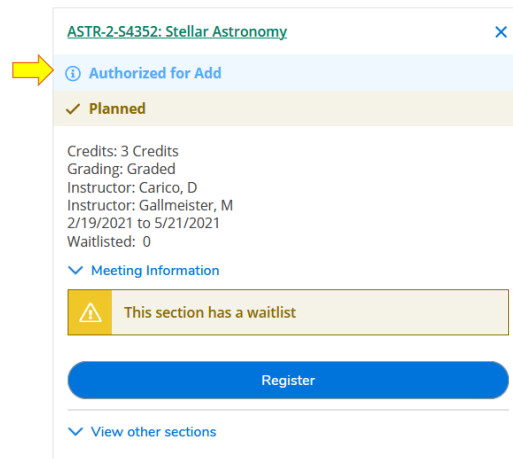 ASTR-2-S4352: Stellar Astronomy
Authorized for Add
Planned
Credits: 3 Credits
Grading: Graded
Instructor: Carico, D
Instructor: Gallmeister, M
2/19/2021 to 5/21/2021
Waitlisted: 0
Meeting Information
This section has a waitlist
Register
View other sections